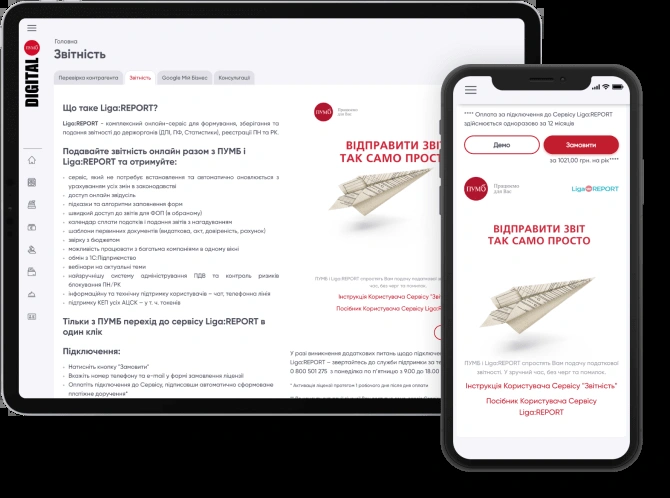 ПУМБ
DIGITAL
Головна
Звітність
Перевірка контрагента
Звітність
Google Мій Бізнес
Консультації
Що таке Liga:REPORT?
Liga:REPORT - комплексний онлайн-сервіс для формування, зберігання та
подання звітності до держорганів (ДПІ, ПФ, Статистики), реєстрації ПН та РК.
Подавайте звітність онлайн разом з ПУМБ і
Liga:REPORT та отримуйте:
- сервіс, який не потребує встановлення та автоматично оновлюється з
урахуванням усіх змін в законодавстві
- доступ онлайн звідусіль
- підказки та алгоритми заповнення форм
- швидкий доступ до звітів для ФОП (в обраному)
- календар сплати податків і подання звітів з нагадуванням
- шаблони первинних документів (видаткова, акт, довіреність, рахунок)
- звірку з бюджетом
- можливість працювати з багатьма компаніями в одному вікні
- обмін з 1С:Підприємство
- вебінари на актуальні теми
- найзручнішу систему адміністрування ПДВ та контроль ризиків
блокування ПН/РК
- інформаційну та технічну підтримку користувачів – чат, телефонна лінія
- підтримку КЕП усіх АЦСК – у т. ч. токенів
Тільки з ПУМБ перехід до сервісу Liga:REPORT в
один клік
Підключення:
- Натисніть кнопку "Замовити"
- Вкажіть номер телефону та e-mail у формі замовлення ліцензії
- Оплатіть підключення до Сервісу, підписавши автоматично сформоване
платіжне доручення*
ПУМБ
Працюємо
для Вас
ВІДПРАВИТИ ЗВІТ
ТАК САМО ПРОСТО
ПУМБ і Liga:REPORT спростять Вам подачу податкової
звітності. У зручний час, без черг та помилок.
Інструкція Користувача Сервісу "Звіт
Посібник Користувача Сервісу Liga:REPORT
У разі виникнення додаткових питань щодо підключе
Liga:REPORT – звертайтесь до служби підтримки за те
0 800 501 275 з понеділка по п'ятницю з 9.00 до 18.00
* Активація ліцензії протягом 1 робочого дня після дня оплати
**** Оплата за підключення до Сервісу Liga:REPORT
здійснюється одноразово за 12 місяців
Демо
Замовити
за 1021,00 грн. на рік****
ПУМБ
Працюємо
для Вас
Liga REPORT
ВІДПРАВИТИ ЗВІТ
ТАК САМО ПРОСТО
ПУМБ і Liga:REPORT спростять Вам подачу податкової
звітності. У зручний час, без черг та помилок.
Інструкція Користувача Сервісу "Звітність"
Посібник Користувача Сервісу
Liga:REPORT